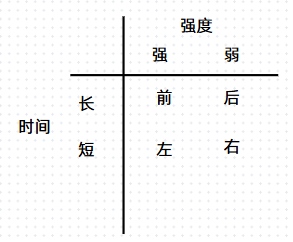 强度
强 弱
长 前 后
时间
短 左 右